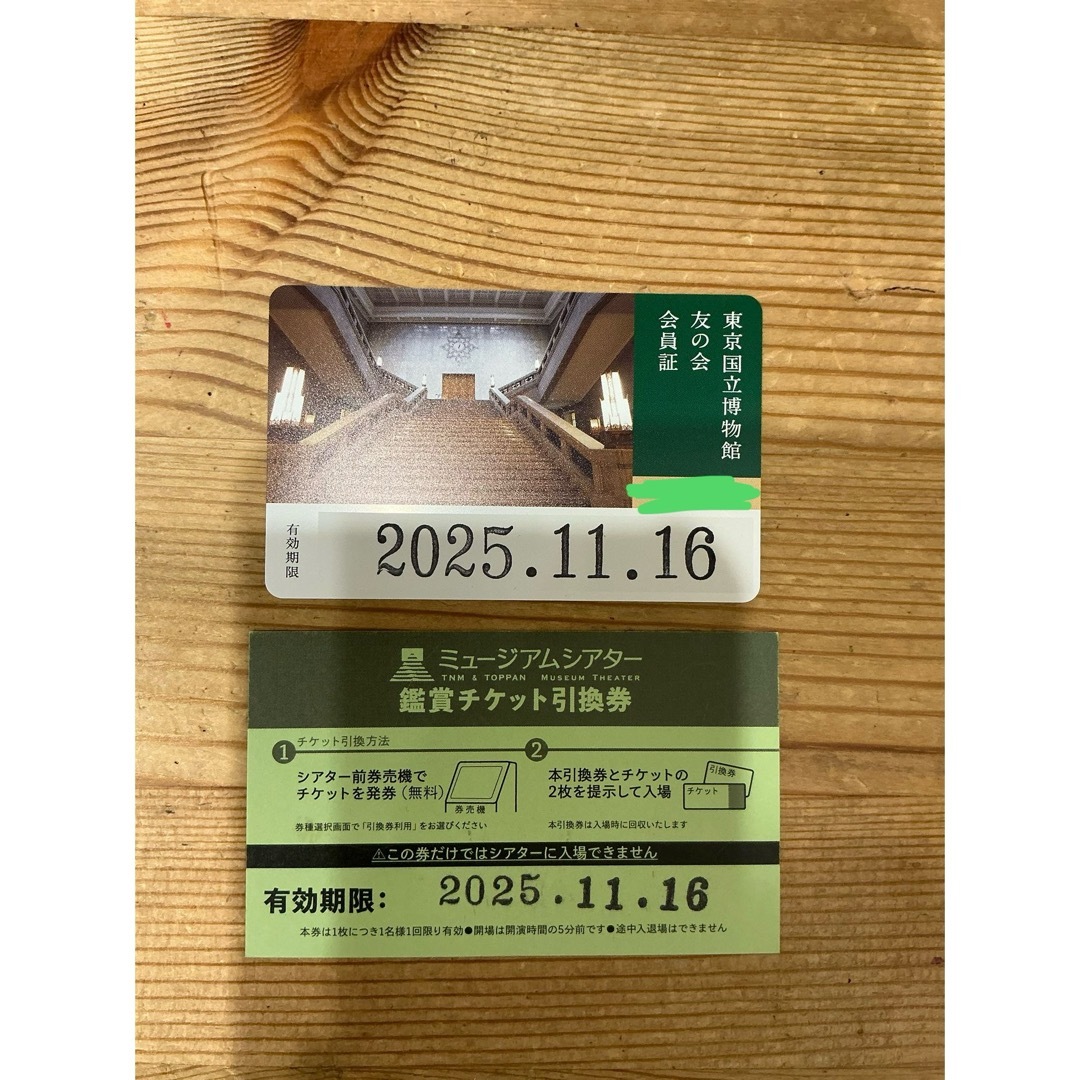 東京国立博物館
友の会
会員証
有効期限
2025.11.16
ミュージアムシアター
TNM & TOPPAN MUSEUM THEATER
鑑賞チケット引換券
1 チケット引換方法
シアター前券売機で
チケットを発券（無料）
券売機
券種選択画面で「引換券利用」をお選びください
2
本引換券とチケットの
2枚を提示して入場
引換券
チケット
本引換券は入場時に回収いたします
⚠この券だけではシアターに入場できません
有効期限： 2025.11.16
本券は1枚につき1名様1回限り有効●開場は開演時間の5分前です●途中入退場はできません